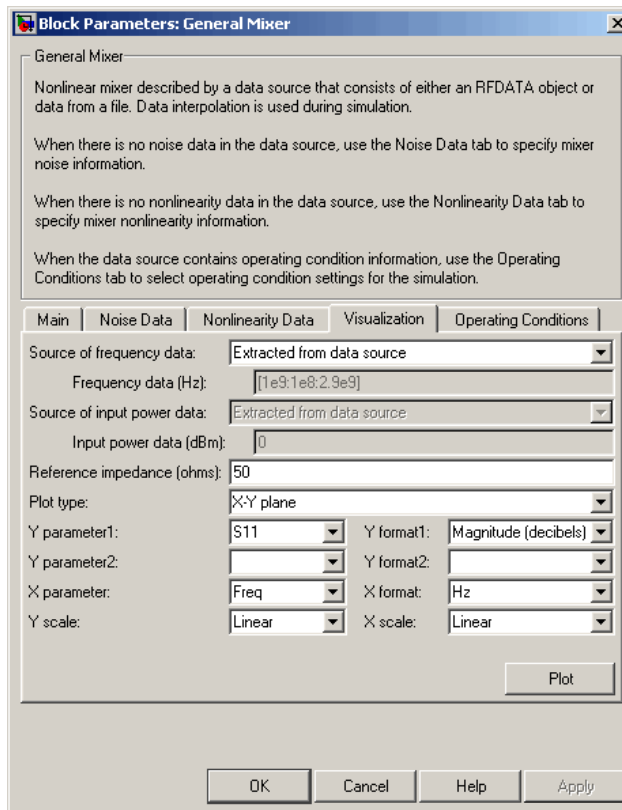 Block Parameters: General Mixer
General Mixer
Nonlinear mixer described by a data source that consists of either an RFDATA object or
data from a file. Data interpolation is used during simulation.
When there is no noise data in the data source, use the Noise Data tab to specify mixer
noise information.
When there is no nonlinearity data in the data source, use the Nonlinearity Data tab to
specify mixer nonlinearity information.
When the data source contains operating condition information, use the Operating
Conditions tab to select operating condition settings for the simulation.
Main Noise Data Nonlinearity Data Visualization Operating Conditions
Source of frequency data: Extracted from data source
Frequency data (Hz): [1e9:1e8:2.9e9]
Source of input power data: Extracted from data source
Input power data (dBm): 0
Reference impedance (ohms): 50
Plot type: X-Y plane
Y parameter1: S11 Y format1: Magnitude (decibels)
Y parameter2: Y format2:
X parameter: Freq X format: Hz
Y scale: Linear X scale: Linear
Plot
OK Cancel Help Apply